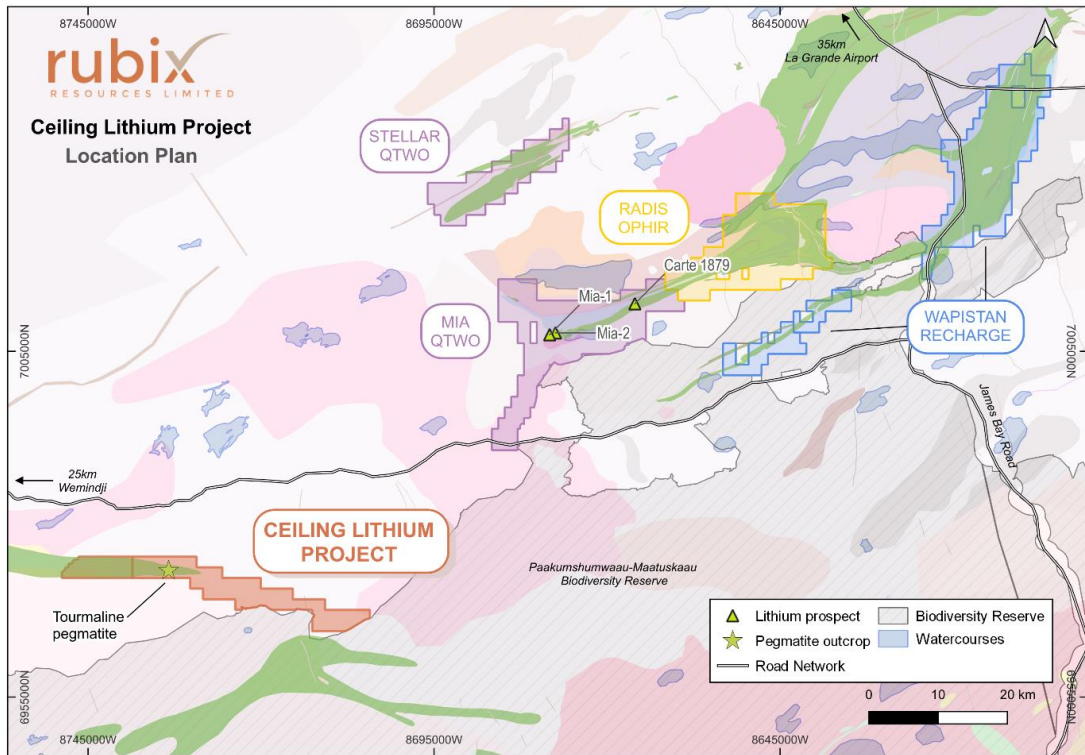 8745000W
8695000W
8645000W
rubix
RESOURCES LIMITED
Ceiling Lithium Project
Location Plan
35km
La Grande Airport
STELLAR
QTWO
RADIS
OPHIR
Carte 1879
Mia-1
MIA
QTWO
Mia-2
WAPISTAN
RECHARGE
7005000N
7005000N
James Bay Road
25km
Wemindji
CEILING LITHIUM
PROJECT
Paakumshumwaau-Maatuskaau
Biodiversity Reserve
Tourmaline
pegmatite
Lithium prospect
Biodiversity Reserve
Pegmatite outcrop
Watercourses
Road Network
0 10 20 km
6955000N
6955000N
8745000W
8695000W
8645000W